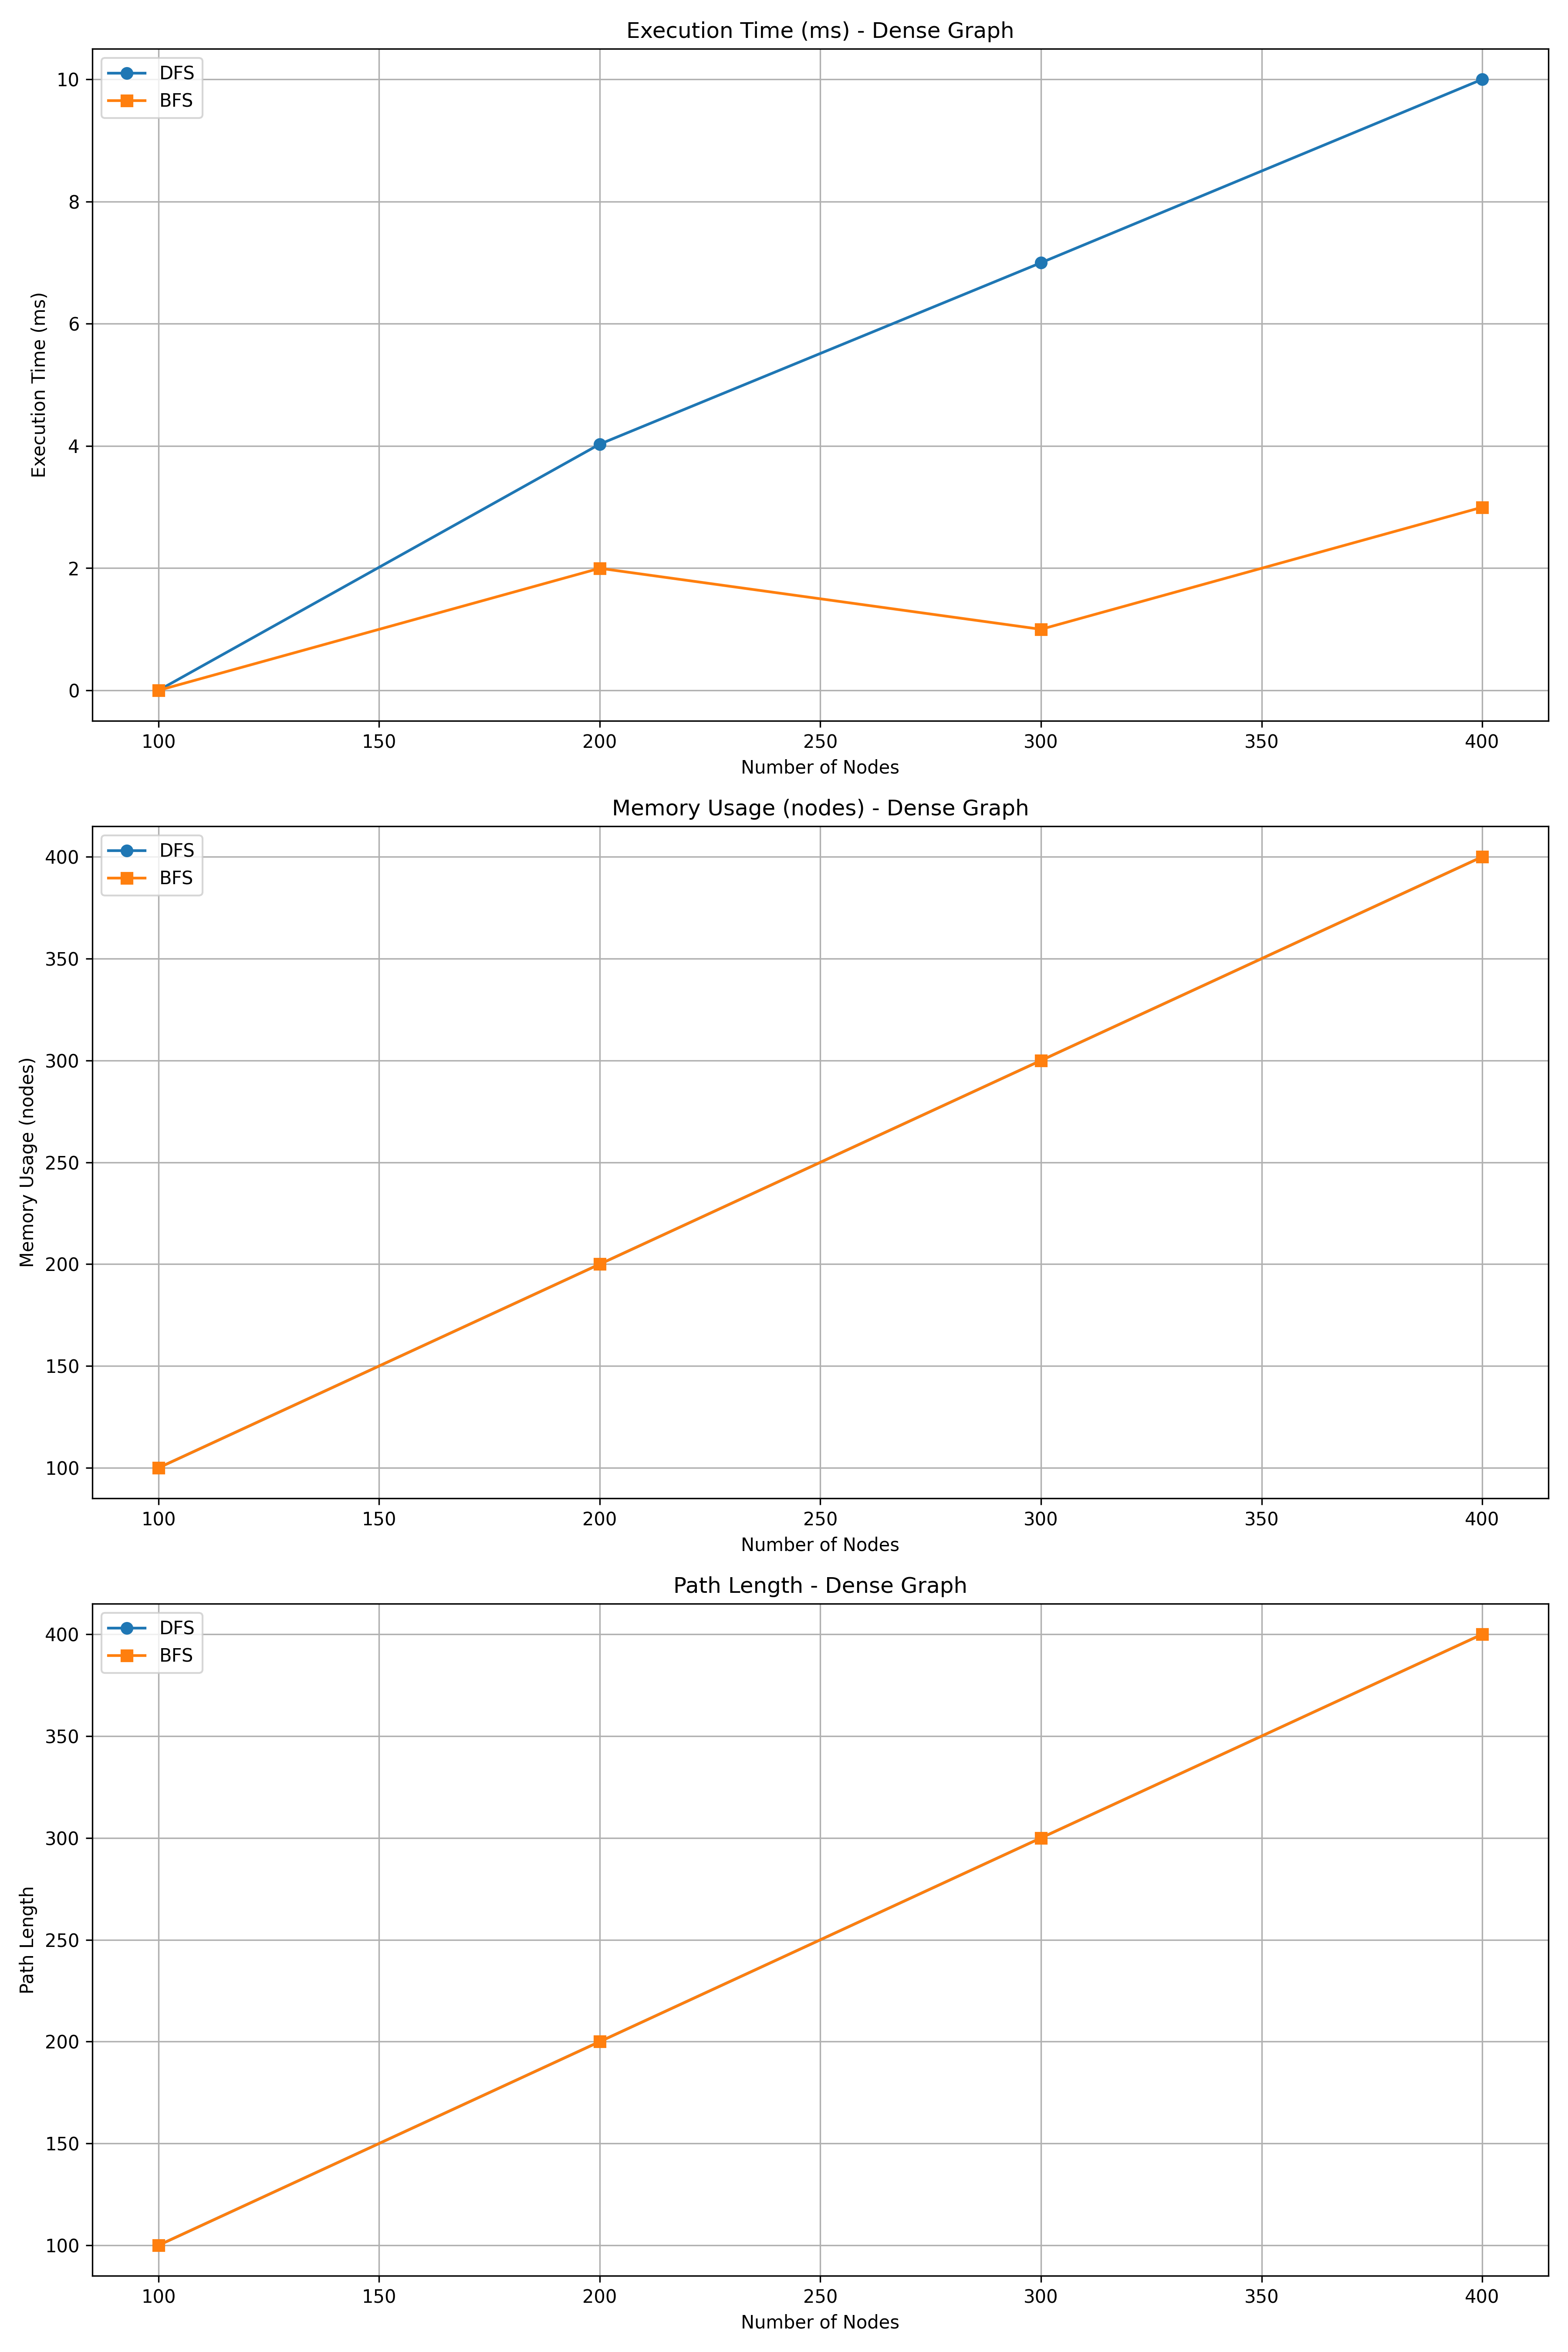 Execution Time (ms) - Dense Graph
DFS
BFS
10
8
6
4
2
0
Execution Time (ms)
100 150 200 250 300 350 400
Number of Nodes
Memory Usage (nodes) - Dense Graph
DFS
BFS
400
350
300
250
200
150
100
Memory Usage (nodes)
100 150 200 250 300 350 400
Number of Nodes
Path Length - Dense Graph
DFS
BFS
400
350
300
250
200
150
100
Path Length
100 150 200 250 300 350 400
Number of Nodes